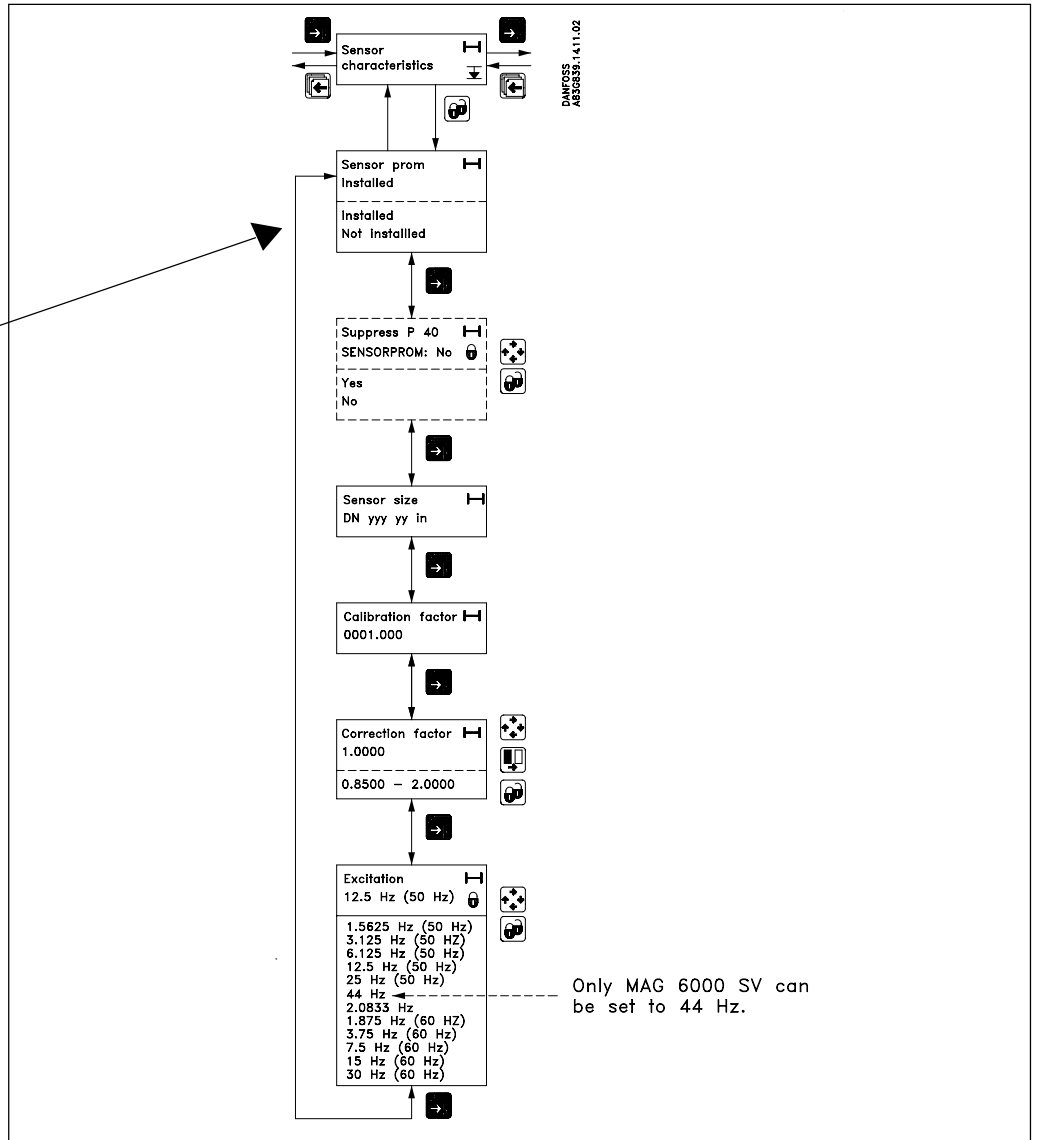 Sensor
characteristics
DANFOSS
A83G839.1411.02
Sensor prom
Installed
Installed
Not installled
Suppress P 40
SENSORPROM: No
Yes
No
Sensor size
DN yyy yy in
Calibration factor
0001.000
Correction factor
1.0000
0.8500 – 2.0000
Excitation
12.5 Hz (50 Hz)
1.5625 Hz (50 Hz)
3.125 Hz (50 HZ)
6.125 Hz (50 Hz)
12.5 Hz (50 Hz)
25 Hz (50 Hz)
44 Hz
2.0833 Hz
1.875 Hz (60 HZ)
3.75 Hz (60 Hz)
7.5 Hz (60 Hz)
15 Hz (60 Hz)
30 Hz (60 Hz)
Only MAG 6000 SV can
be set to 44 Hz.